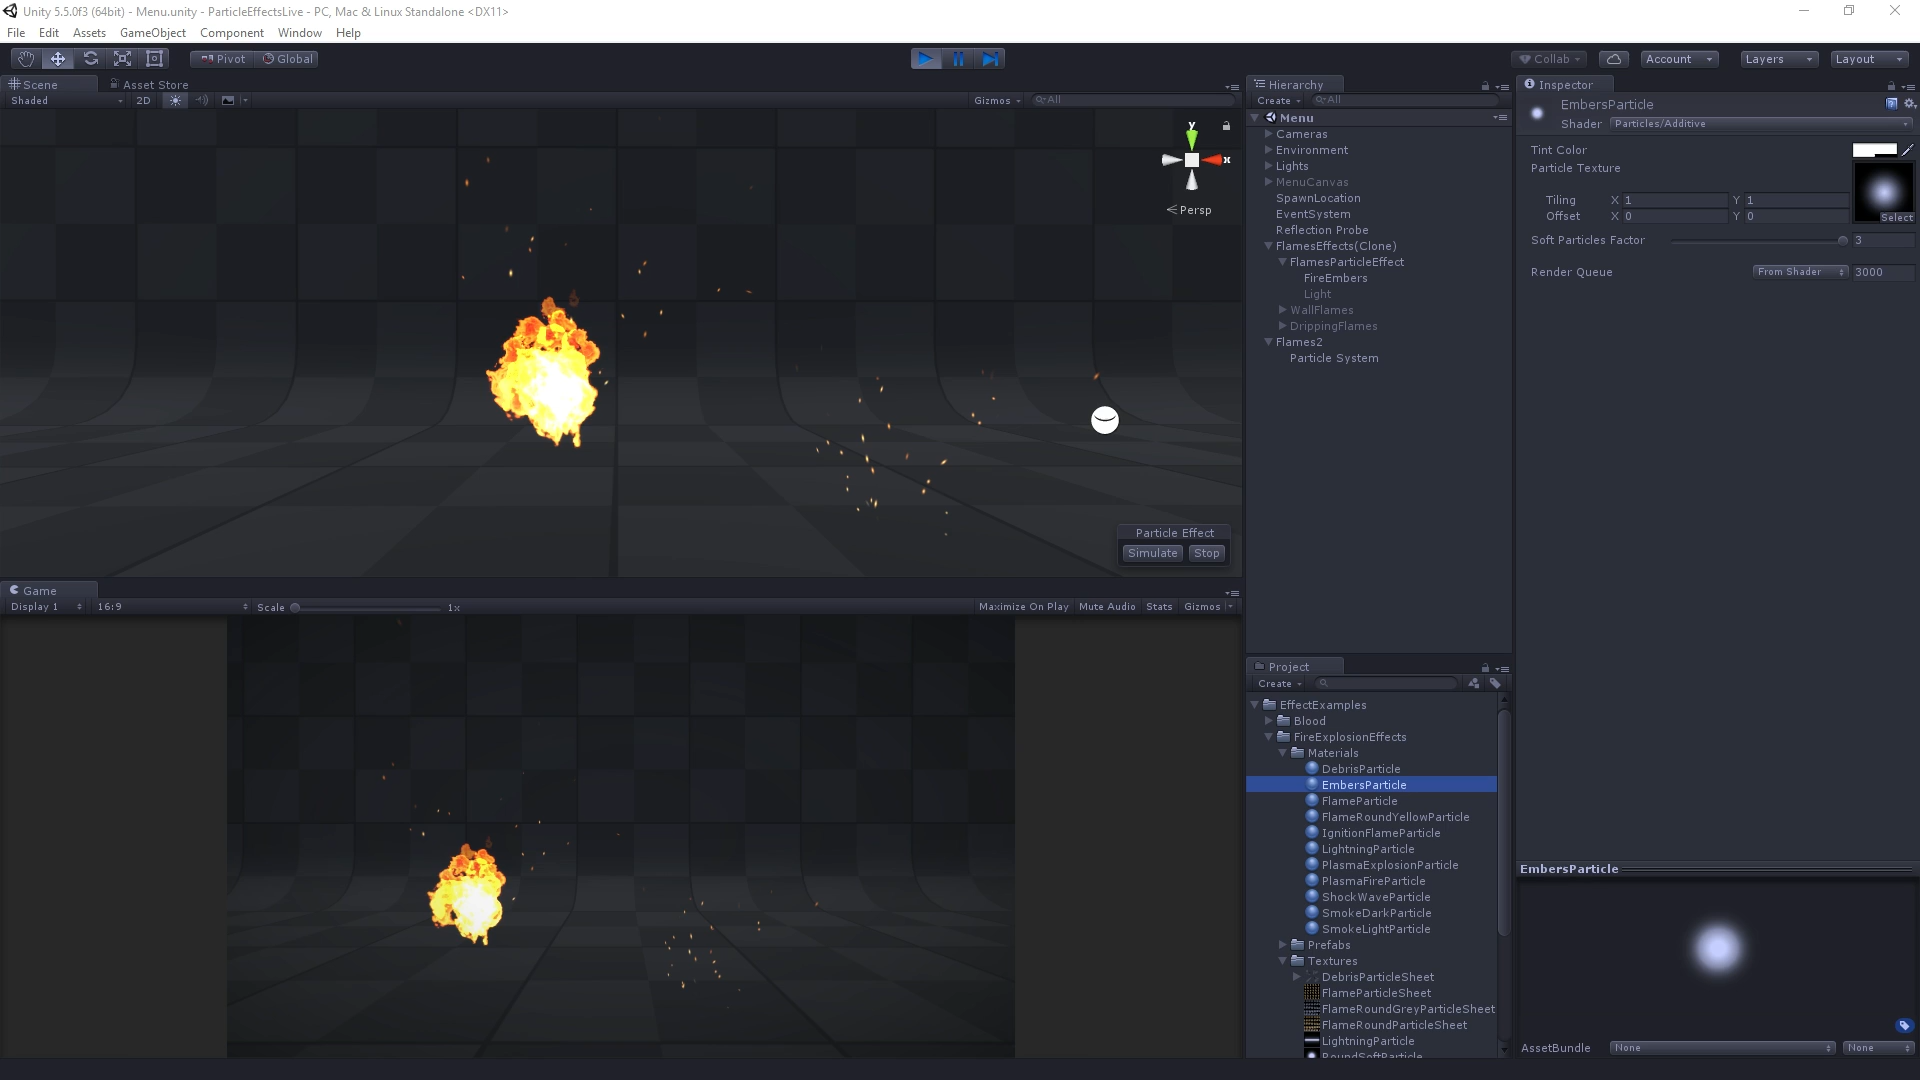 Unity 5.5.0f3 (64bit) - Menu.unity - ParticleEffectsLive - PC, Mac & Linux Standalone <DX11>
File Edit Assets GameObject Component Window Help
Pivot Global Collab Account Layers Layout
Scene Asset Store
Shaded 2D Gizmos All
y
x
Persp
Particle Effect
Simulate Stop
Game
Display 1 16:9 Scale 1x Maximize On Play Mute Audio Stats Gizmos
Hierarchy
Create All
Menu
Cameras
Environment
Lights
MenuCanvas
SpawnLocation
EventSystem
Reflection Probe
FlamesEffects(Clone)
FlamesParticleEffect
FireEmbers
Light
WallFlames
DrippingFlames
Flames2
Particle System
Project
Create
EffectExamples
Blood
FireExplosionEffects
Materials
DebrisParticle
EmbersParticle
FlameParticle
FlameRoundYellowParticle
IgnitionFlameParticle
LightningParticle
PlasmaExplosionParticle
PlasmaFireParticle
ShockWaveParticle
SmokeDarkParticle
SmokeLightParticle
Prefabs
Textures
DebrisParticleSheet
FlameParticleSheet
FlameRoundGreyParticleSheet
FlameRoundParticleSheet
LightningParticle
RoundSoftParticle
Inspector
EmbersParticle
Shader Particles/Additive
Tint Color
Particle Texture
Tiling X 1 Y 1
Offset X 0 Y 0
Select
Soft Particles Factor 3
Render Queue From Shader 3000
EmbersParticle
AssetBundle None None